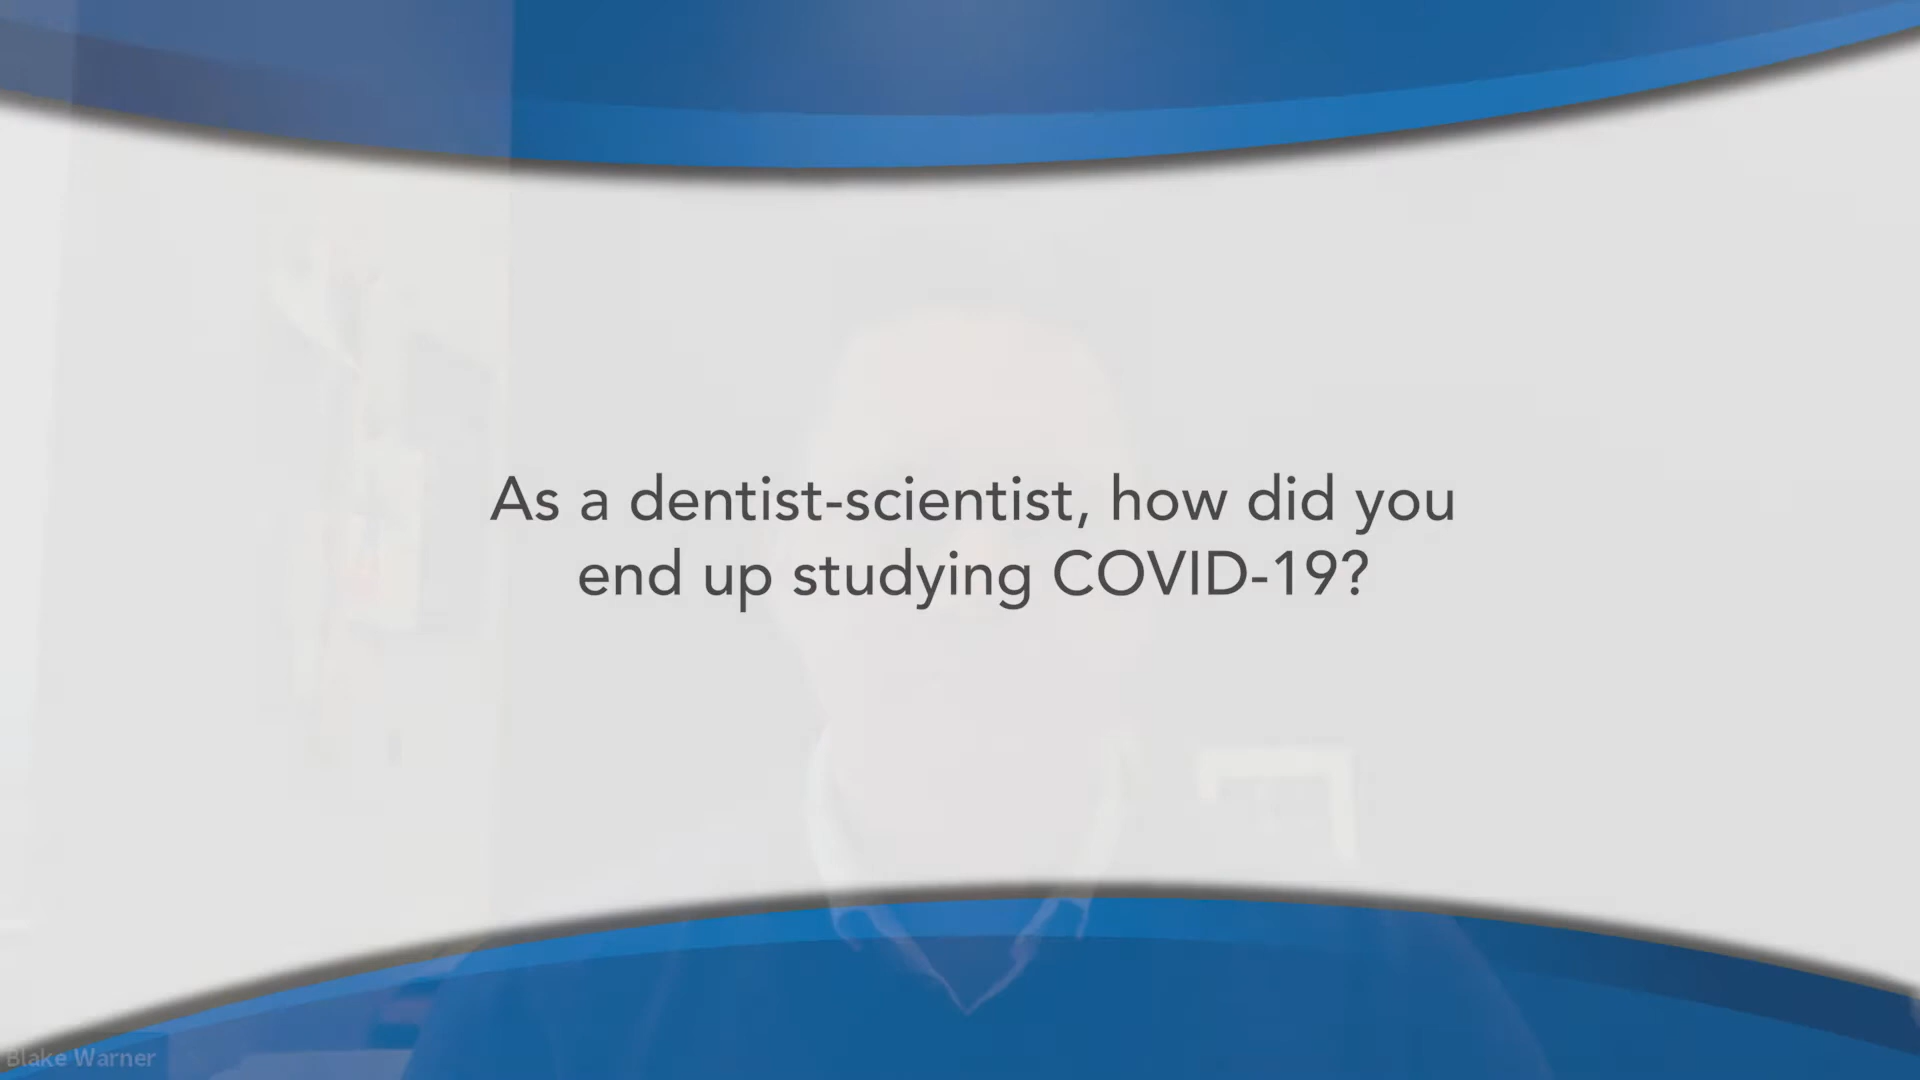 As a dentist-scientist, how did you
end up studying COVID-19?
Blake Warner